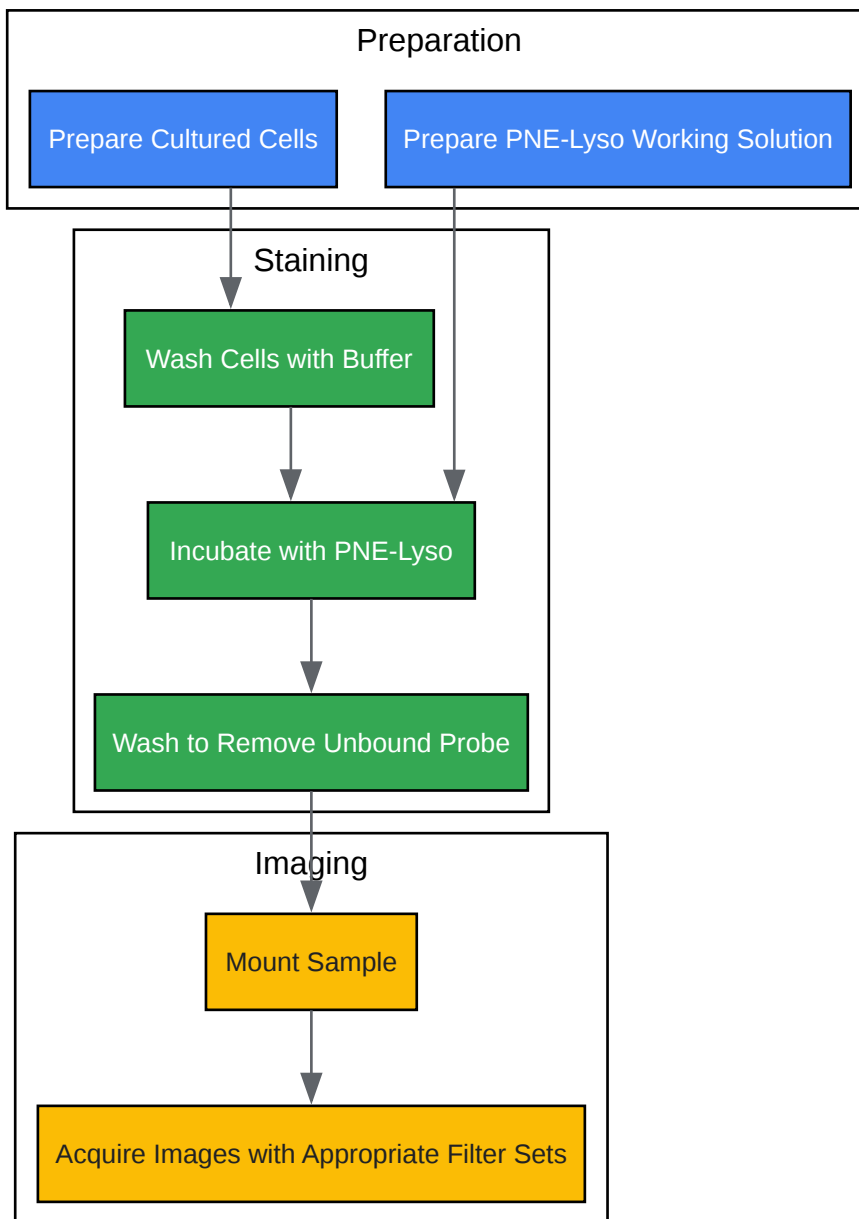 Preparation
Prepare Cultured Cells
Prepare PNE-Lyso Working Solution
Staining
Wash Cells with Buffer
Incubate with PNE-Lyso
Wash to Remove Unbound Probe
Imaging
Mount Sample
Acquire Images with Appropriate Filter Sets